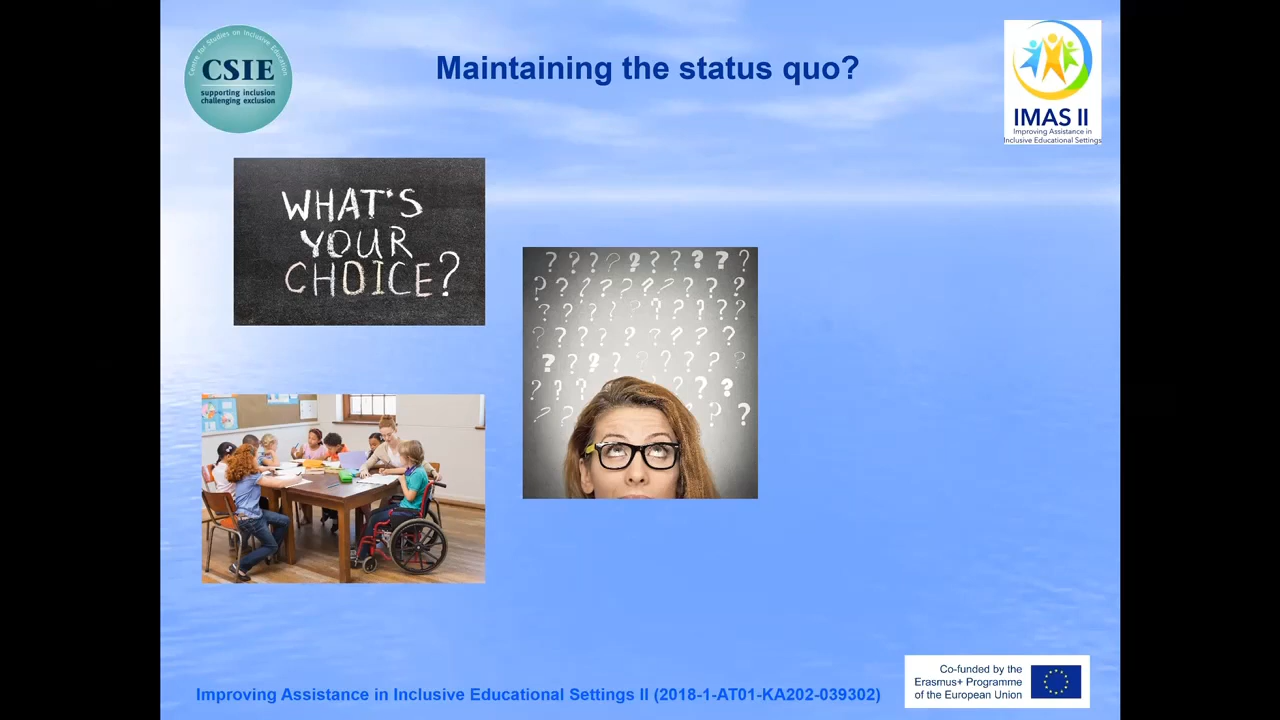 Centre for Studies on Inclusive Education
CSIE
supporting inclusion
challenging exclusion
Maintaining the status quo?
IMAS II
Improving Assistance in
Inclusive Educational Settings
WHAT'S
YOUR
CHOICE?
? ? ? ? ? ? ? ? ? ?
? ? ? ? ? ? ? ? ? ?
? ? ? ? ? ? ? ? ? ?
? ? ? ? ? ? ? ? ?
? ? ? ? ? ? ? ? ?
? ? ? ? ? ?
? ? ? ?
Improving Assistance in Inclusive Educational Settings II (2018-1-AT01-KA202-039302)
Co-funded by the
Erasmus+ Programme
of the European Union